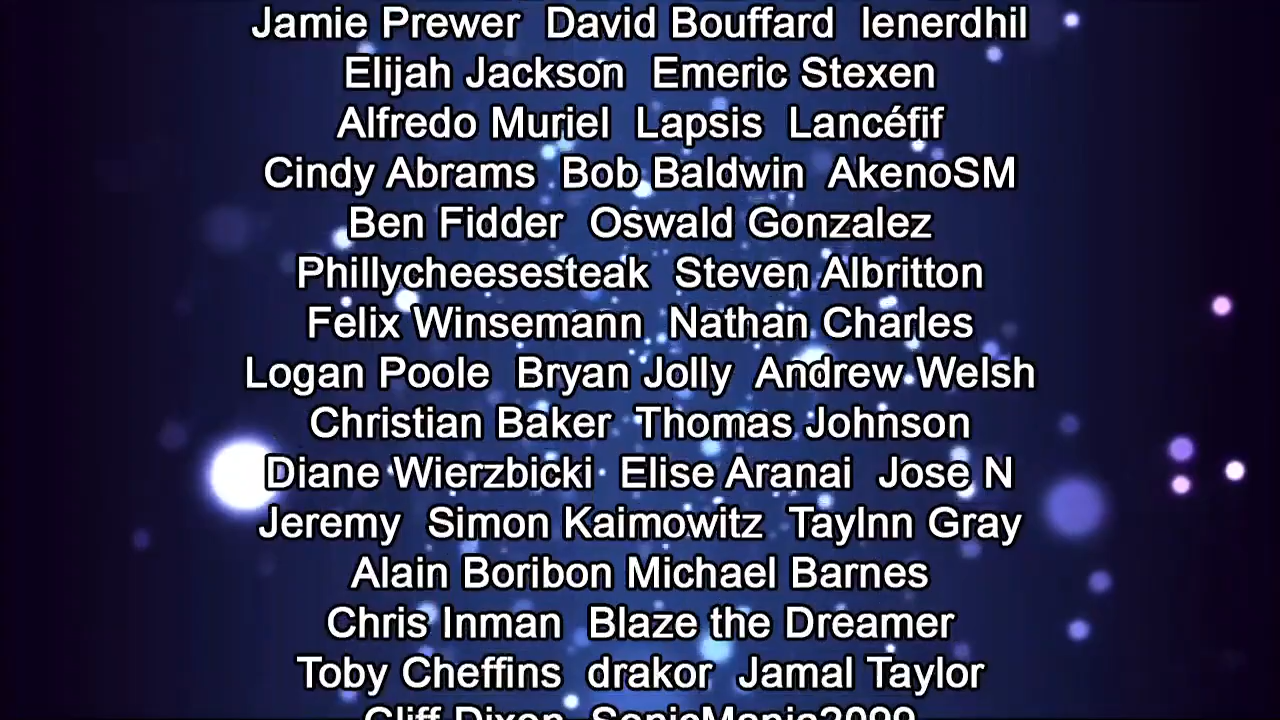 Jamie Prewer  David Bouffard  lenerdhil
Elijah Jackson  Emeric Stexen
Alfredo Muriel  Lapsis  Lancéfif
Cindy Abrams  Bob Baldwin  AkenoSM
Ben Fidder  Oswald Gonzalez
Phillycheesesteak  Steven Albritton
Felix Winsemann  Nathan Charles
Logan Poole  Bryan Jolly  Andrew Welsh
Christian Baker  Thomas Johnson
Diane Wierzbicki  Elise Aranai  Jose N
Jeremy  Simon Kaimowitz  Taylnn Gray
Alain Boribon Michael Barnes
Chris Inman  Blaze the Dreamer
Toby Cheffins  drakor  Jamal Taylor
Cliff Dixon  SonicMania2099